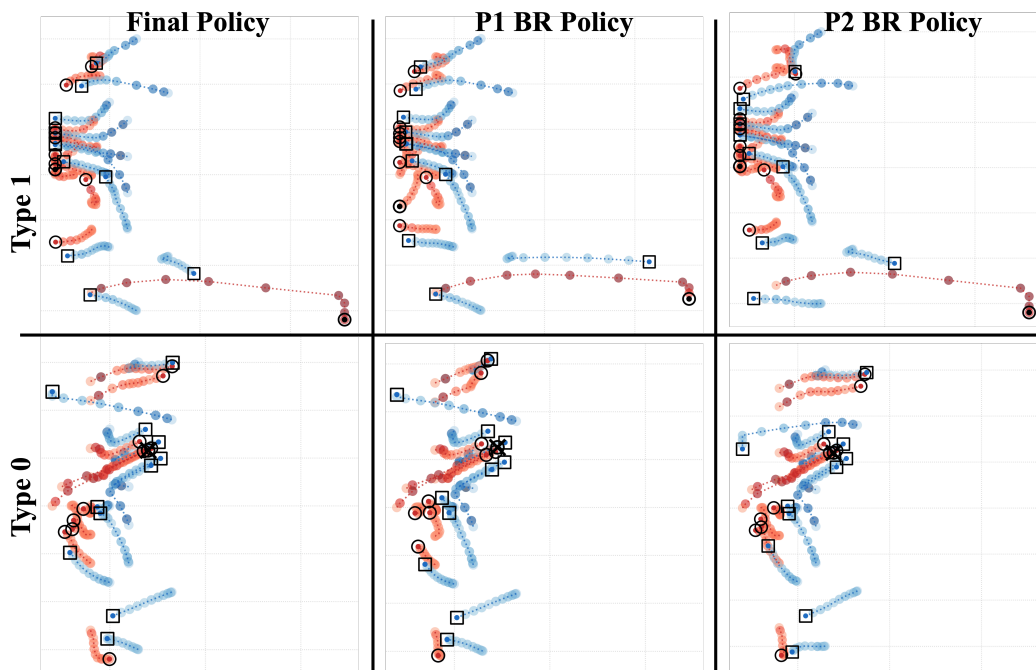 Final Policy
P1 BR Policy
P2 BR Policy
Type 1
Type 0